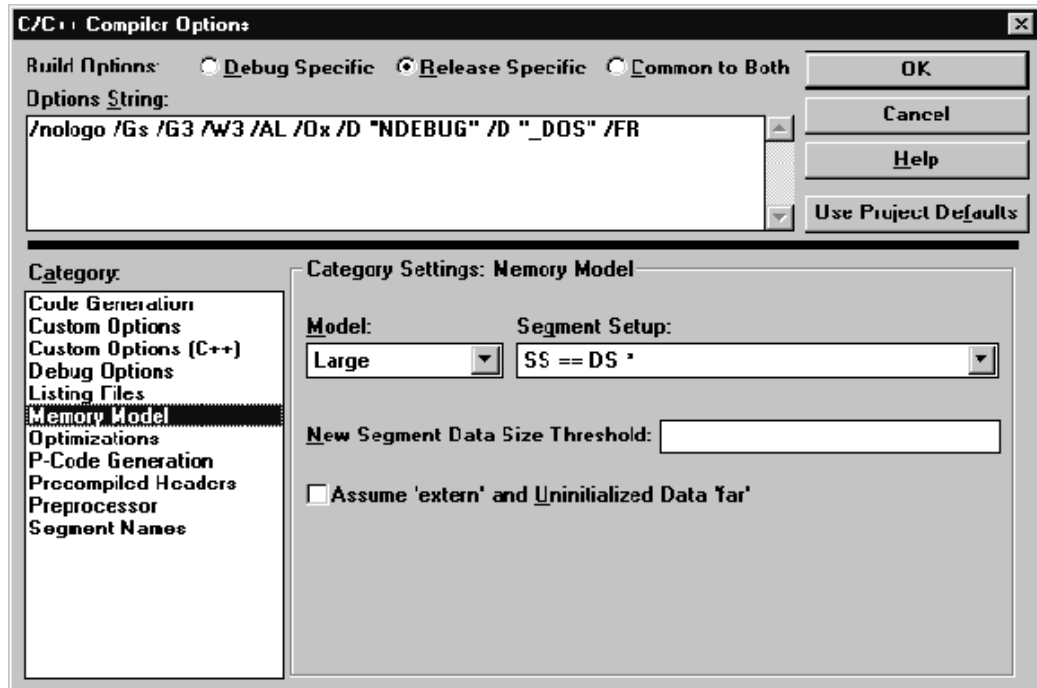 C/C++ Compiler Options
Build Options: Debug Specific Release Specific Common to Both
OK
Options String:
/nologo /Gs /G3 /W3 /AL /Ox /D "NDEBUG" /D "_DOS" /FR
Cancel
Help
Use Project Defaults
Category:
Code Generation
Custom Options
Custom Options (C++)
Debug Options
Listing Files
Memory Model
Optimizations
P-Code Generation
Precompiled Headers
Preprocessor
Segment Names
Category Settings: Memory Model
Model: Segment Setup:
Large SS == DS *
New Segment Data Size Threshold:
Assume 'extern' and Uninitialized Data 'far'